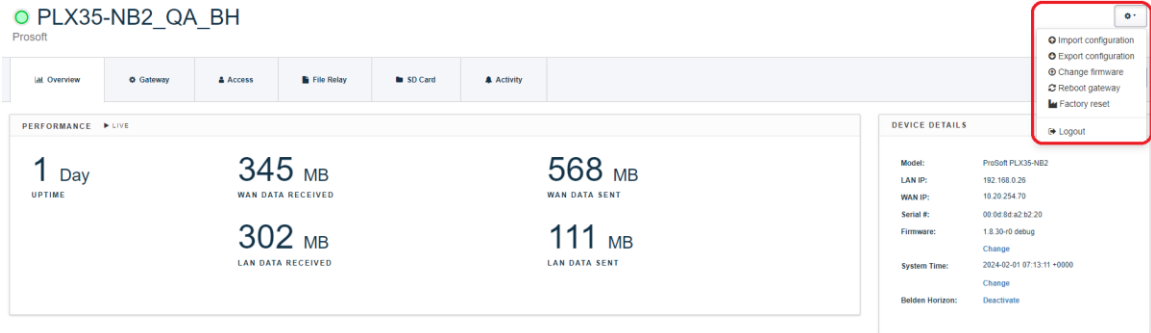 PLX35-NB2_QA_BH
Prosoft
Import configuration
Export configuration
Change firmware
Reboot gateway
Factory reset
Logout
Overview
Gateway
Access
File Relay
SD Card
Activity
PERFORMANCE LIVE
1 Day
UPTIME
345 MB
WAN DATA RECEIVED
568 MB
WAN DATA SENT
302 MB
LAN DATA RECEIVED
111 MB
LAN DATA SENT
DEVICE DETAILS
Model: ProSoft PLX35-NB2
LAN IP: 192.168.0.26
WAN IP: 10.20.254.70
Serial #: 00:0d:8d:a2:b2:20
Firmware: 1.8.30-r0 debug
Change
System Time: 2024-02-01 07:13:11 +0000
Change
Belden Horizon: Deactivate